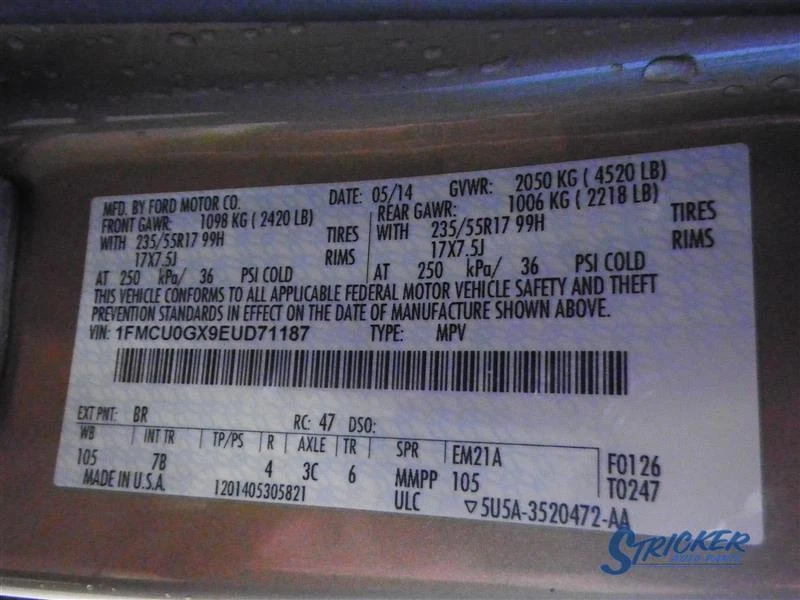 MFD. BY FORD MOTOR CO. DATE: 05/14 GVWR: 2050 KG ( 4520 LB)
FRONT GAWR: 1098 KG ( 2420 LB) REAR GAWR: 1006 KG ( 2218 LB)
WITH 235/55R17 99H TIRES WITH 235/55R17 99H TIRES
17X7.5J RIMS 17X7.5J RIMS
AT 250 kPa/ 36 PSI COLD AT 250 kPa/ 36 PSI COLD
THIS VEHICLE CONFORMS TO ALL APPLICABLE FEDERAL MOTOR VEHICLE SAFETY AND THEFT
PREVENTION STANDARDS IN EFFECT ON THE DATE OF MANUFACTURE SHOWN ABOVE.
VIN: 1FMCU0GX9EUD71187 TYPE: MPV
EXT PNT: BR RC: 47 DSO:
WB INT TR TP/PS R AXLE TR SPR EM21A F0126
105 7B 4 3C 6 MMPP 105 T0247
MADE IN U.S.A. 1201405305821 ULC ▽5U5A-3520472-AA
STRICKER
AUTO PARTS